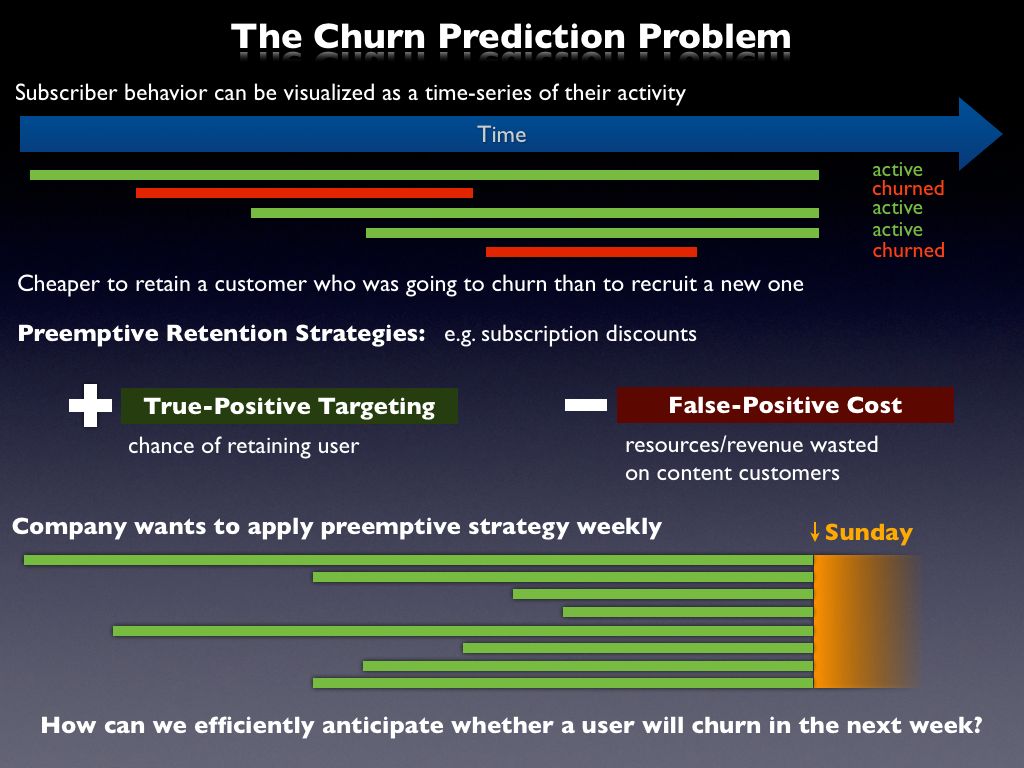 The Churn Prediction Problem
Subscriber behavior can be visualized as a time-series of their activity
Time
active
churned
active
active
churned
Cheaper to retain a customer who was going to churn than to recruit a new one
Preemptive Retention Strategies: e.g. subscription discounts
True-Positive Targeting
chance of retaining user
False-Positive Cost
resources/revenue wasted
on content customers
Company wants to apply preemptive strategy weekly
↓ Sunday
How can we efficiently anticipate whether a user will churn in the next week?